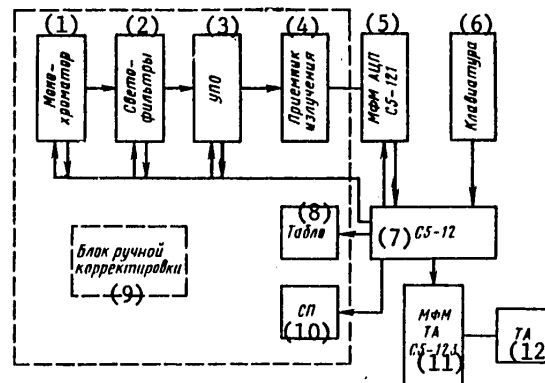 (1)
Моно-
хроматор
(2)
Свето-
фильтры
(3)
УПО
(4)
Приемник
излучения
(5)
МФМ АЦП
С5-121
(6)
Клавиатура
(7) С5-12
(8)
Табло
Блок ручной
корректировки
(9)
СП
(10)
МФМ
ТА
С5-123
(11)
ТА
(12)